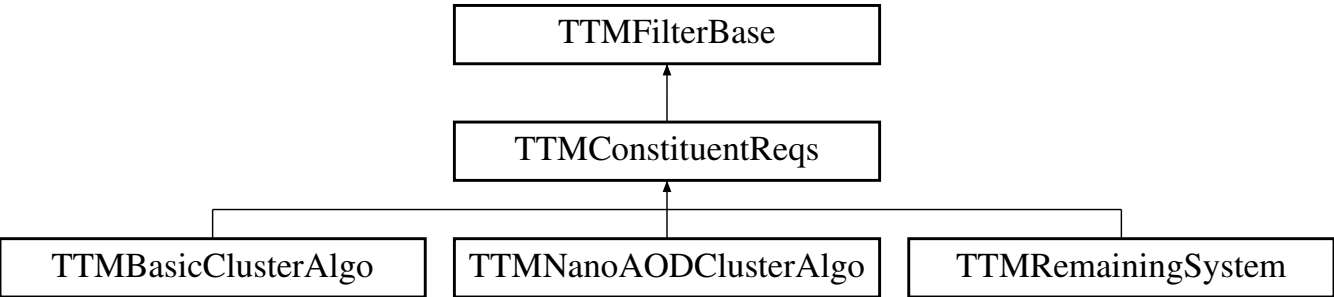 TTMFilterBase
TTMConstituentReqs
TTMBasicClusterAlgo
TTMNanoAODClusterAlgo
TTMRemainingSystem